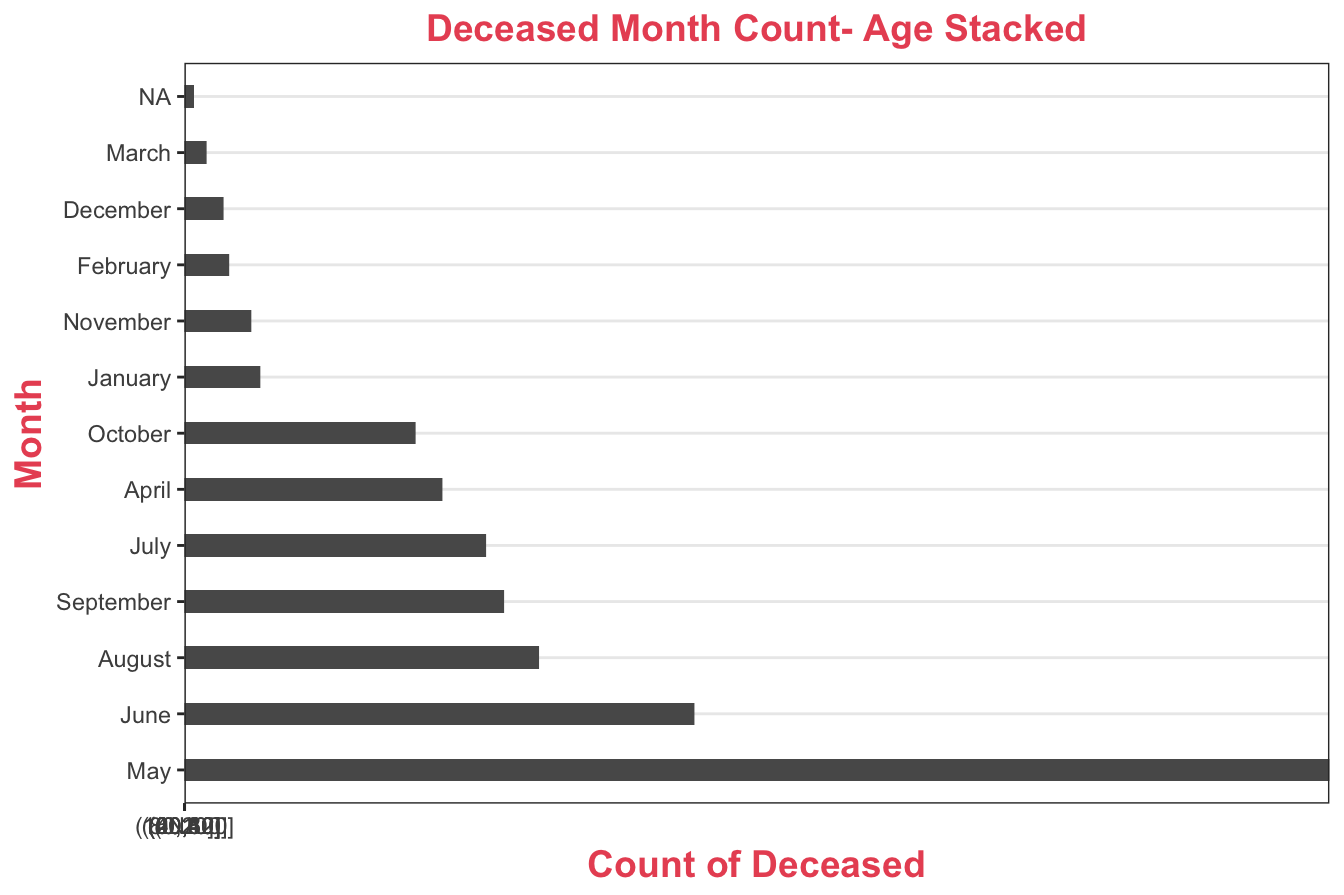 Deceased Month Count- Age Stacked
NA
March
December
February
November
January
Month
October
April
July
September
August
June
May
Count of Deceased